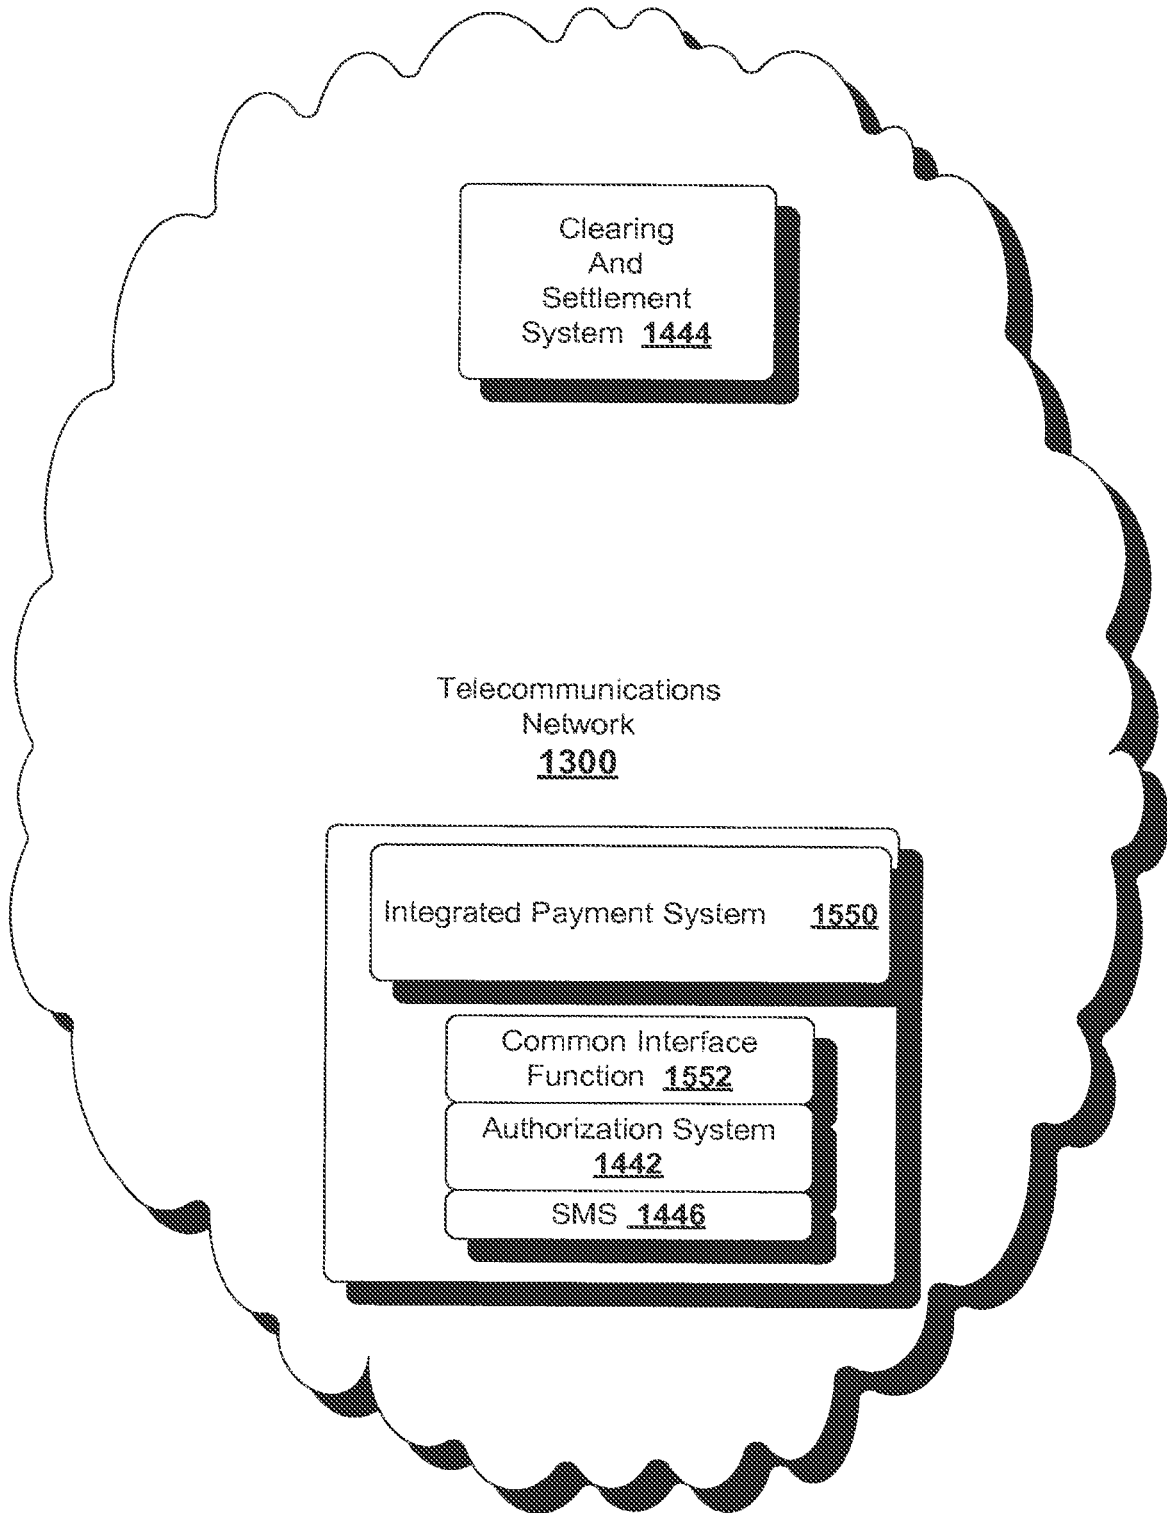 Clearing
And
Settlement
System 1444
Telecommunications
Network
1300
Integrated Payment System 1550
Common Interface
Function 1552
Authorization System
1442
SMS 1446